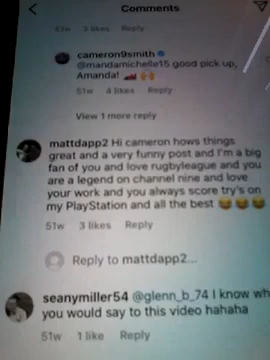 Comments
51w 3 likes Reply
cameron9smith
@mandamichelle15 good pick up,
Amanda!
51w 4 likes Reply
View 1 more reply
mattdapp2 Hi cameron hows things
great and a very funny post and I'm a big
fan of you and love rugbyleague and you
are a legend on channel nine and love
your work and you always score try's on
my PlayStation and all the best
51w 3 likes Reply
Reply to mattdapp2...
seanymiller54 @glenn_b_74 I know wh
you would say to this video hahaha
51w 1 like Reply